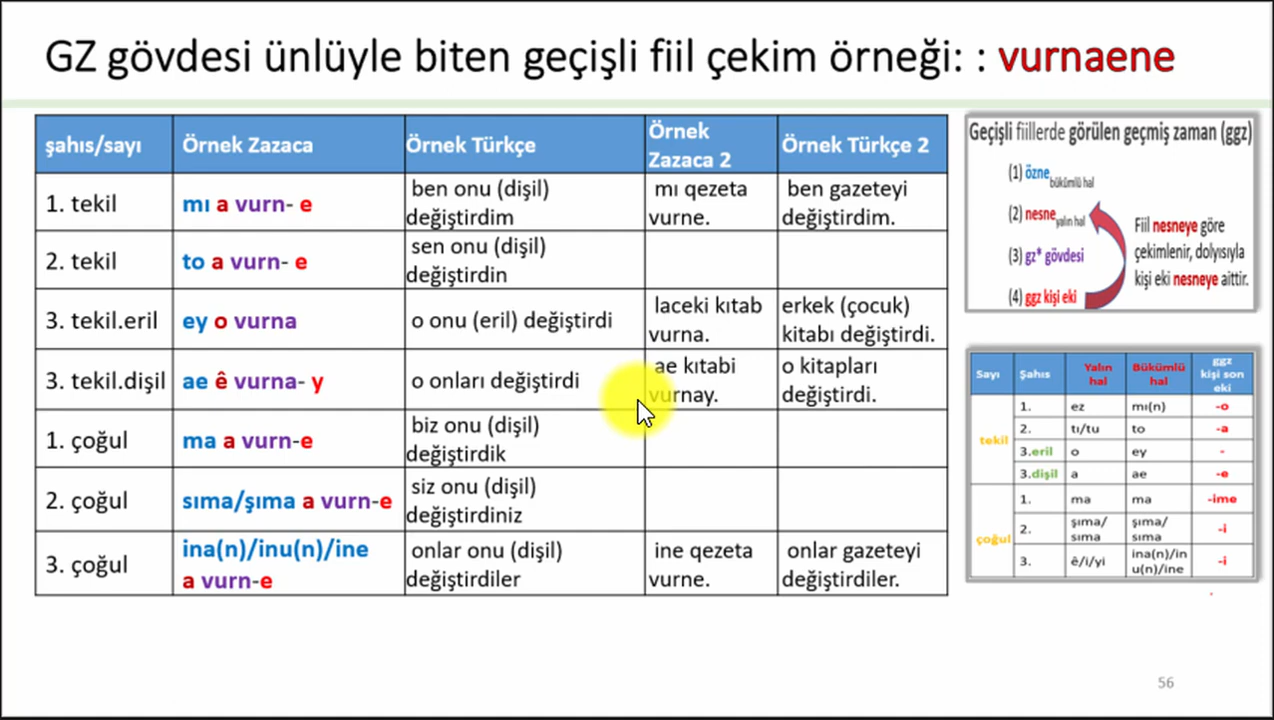 GZ gövdesi ünlüyle biten geçişli fiil çekim örneği: : vurnaene
şahıs/sayı
Örnek Zazaca
Örnek Türkçe
Örnek
Zazaca 2
Örnek Türkçe 2
1. tekil
mı a vurn- e
ben onu (dişil)
değiştirdim
mı qezeta
vurne.
ben gazeteyi
değiştirdim.
2. tekil
to a vurn- e
sen onu (dişil)
değiştirdin
3. tekil.eril
ey o vurna
o onu (eril) değiştirdi
laceki kıtab
vurna.
erkek (çocuk)
kitabı değiştirdi.
3. tekil.dişil
ae ê vurna- y
o onları değiştirdi
ae kıtabi
vurnay.
o kitapları
değiştirdi.
1. çoğul
ma a vurn-e
biz onu (dişil)
değiştirdik
2. çoğul
sıma/şıma a vurn-e
siz onu (dişil)
değiştirdiniz
3. çoğul
ina(n)/inu(n)/ine
a vurn-e
onlar onu (dişil)
değiştirdiler
ine qezeta
vurne.
onlar gazeteyi
değiştirdiler.
Geçişli fiillerde görülen geçmiş zaman (ggz)
(1) özne bükümlü hal
(2) nesne yalın hal
(3) gz* gövdesi
(4) ggz kişi eki
Fiil nesneye göre
çekimlenir, dolyısıyla
kişi eki nesneye aittir.
Sayı
Şahıs
Yalın
hal
Bükümlü
hal
ggz
kişi son
eki
tekil
1.
ez
mı(n)
-o
2.
tı/tu
to
-a
3.eril
o
ey
-
3.dişil
a
ae
-e
çoğul
1.
ma
ma
-ime
2.
şıma/
sıma
şıma/
sıma
-i
3.
ê/i/yi
ina(n)/in
u(n)/ine
-i
56